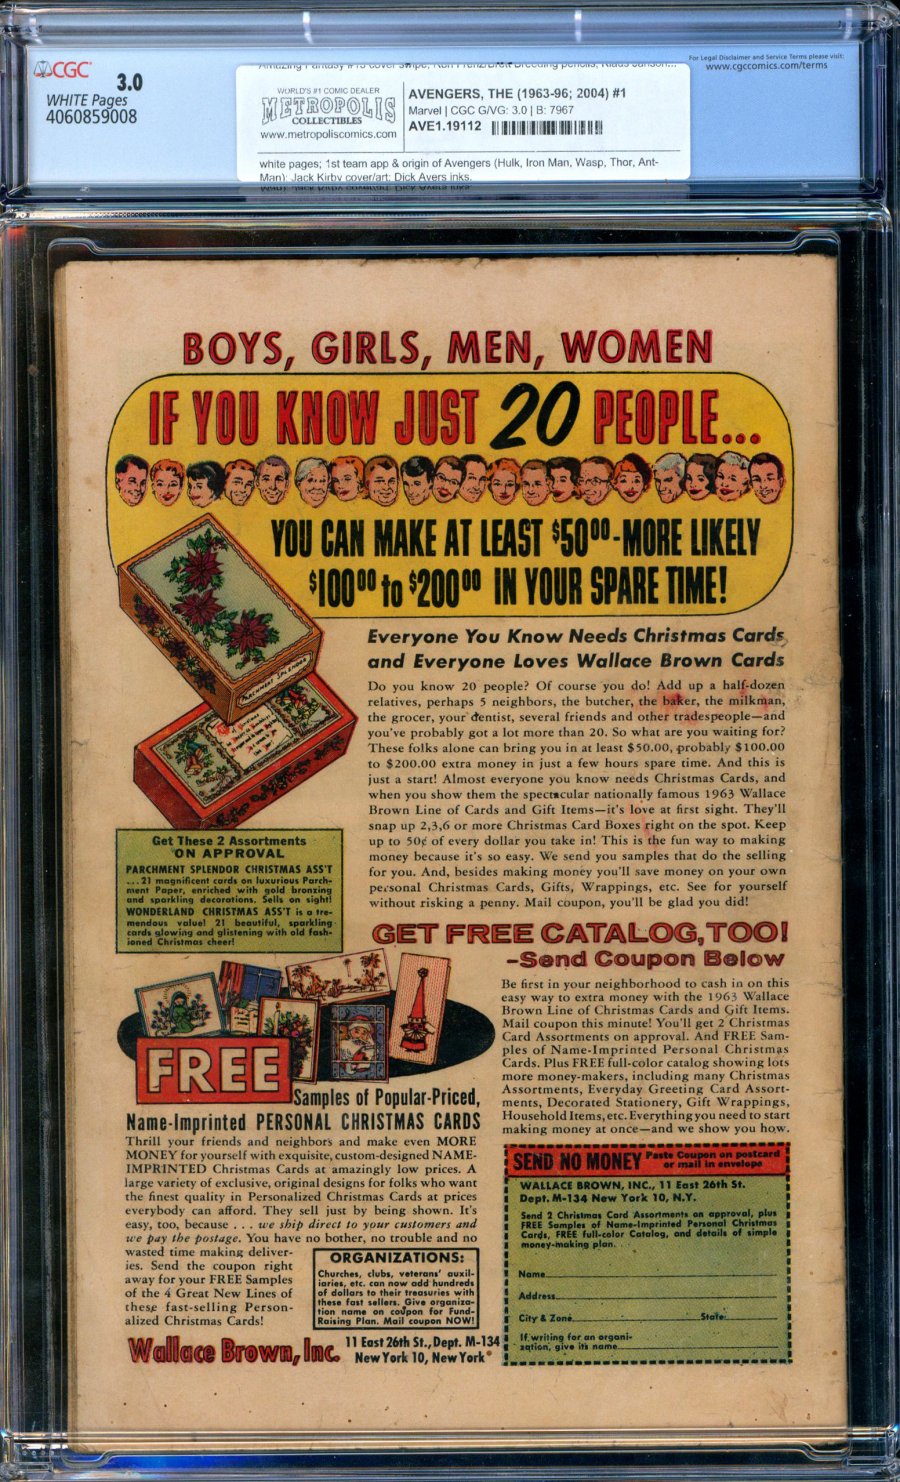 CGC
3.0
WHITE Pages
4060859008
WORLD'S #1 COMIC DEALER
METROPOLIS
COLLECTIBLES
www.metropoliscomics.com
AVENGERS, THE (1963-96; 2004) #1
Marvel | CGC G/VG: 3.0 | B: 7967
AVE1.19112
white pages; 1st team app & origin of Avengers (Hulk, Iron Man, Wasp, Thor, Ant-
Man); Jack Kirby cover/art; Dick Ayers inks.
For Legal Disclaimer and Service Terms please visit:
www.cgccomics.com/terms
BOYS, GIRLS, MEN, WOMEN
IF YOU KNOW JUST 20 PEOPLE...
YOU CAN MAKE AT LEAST $5000-MORE LIKELY
$10000 to $20000 IN YOUR SPARE TIME!
PARCHMENT SPLENDOR
Everyone You Know Needs Christmas Cards
and Everyone Loves Wallace Brown Cards
Do you know 20 people? Of course you do! Add up a half-dozen
relatives, perhaps 5 neighbors, the butcher, the baker, the milkman,
the grocer, your dentist, several friends and other tradespeople—and
you've probably got a lot more than 20. So what are you waiting for?
These folks alone can bring you in at least $50.00, probably $100.00
to $200.00 extra money in just a few hours spare time. And this is
just a start! Almost everyone you know needs Christmas Cards, and
when you show them the spectacular nationally famous 1963 Wallace
Brown Line of Cards and Gift Items—it's love at first sight. They'll
snap up 2,3,6 or more Christmas Card Boxes right on the spot. Keep
up to 50¢ of every dollar you take in! This is the fun way to making
money because it's so easy. We send you samples that do the selling
for you. And, besides making money you'll save money on your own
personal Christmas Cards, Gifts, Wrappings, etc. See for yourself
without risking a penny. Mail coupon, you'll be glad you did!
Get These 2 Assortments
ON APPROVAL
PARCHMENT SPLENDOR CHRISTMAS ASS'T
...21 magnificent cards on luxurious Parch-
ment Paper, enriched with gold bronzing
and sparkling decorations. Sells on sight!
WONDERLAND CHRISTMAS ASS'T is a tre-
mendous value! 21 beautiful, sparkling
cards glowing and glistening with old fash-
ioned Christmas cheer!
GET FREE CATALOG, TOO!
-Send Coupon Below
Be first in your neighborhood to cash in on this
easy way to extra money with the 1963 Wallace
Brown Line of Christmas Cards and Gift Items.
Mail coupon this minute! You'll get 2 Christmas
Card Assortments on approval. And FREE Sam-
ples of Name-Imprinted Personal Christmas
Cards. Plus FREE full-color catalog showing lots
more money-makers, including many Christmas
Assortments, Everyday Greeting Card Assort-
ments, Decorated Stationery, Gift Wrappings,
Household Items, etc. Everything you need to start
making money at once—and we show you how.
FREE
Samples of Popular-Priced,
Name-Imprinted PERSONAL CHRISTMAS CARDS
Thrill your friends and neighbors and make even MORE
MONEY for yourself with exquisite, custom-designed NAME-
IMPRINTED Christmas Cards at amazingly low prices. A
large variety of exclusive, original designs for folks who want
the finest quality in Personalized Christmas Cards at prices
everybody can afford. They sell just by being shown. It's
easy, too, because . . . we ship direct to your customers and
we pay the postage. You have no bother, no trouble and no
wasted time making deliver-
ies. Send the coupon right
away for your FREE Samples
of the 4 Great New Lines of
these fast-selling Person-
alized Christmas Cards!
ORGANIZATIONS:
Churches, clubs, veterans' auxil-
iaries, etc. can now add hundreds
of dollars to their treasuries with
these fast sellers. Give organiza-
tion name on coupon for Fund-
Raising Plan. Mail coupon NOW!
Wallace Brown, Inc. 11 East 26th St., Dept. M-134
New York 10, New York
SEND NO MONEY Paste Coupon on postcard
or mail in envelope
WALLACE BROWN, INC., 11 East 26th St.
Dept. M-134 New York 10, N.Y.
Send 2 Christmas Card Assortments on approval, plus
FREE Samples of Name-Imprinted Personal Christmas
Cards, FREE full-color Catalog, and details of simple
money-making plan.
Name
Address
City & Zone State
If writing for an organi-
zation, give its name